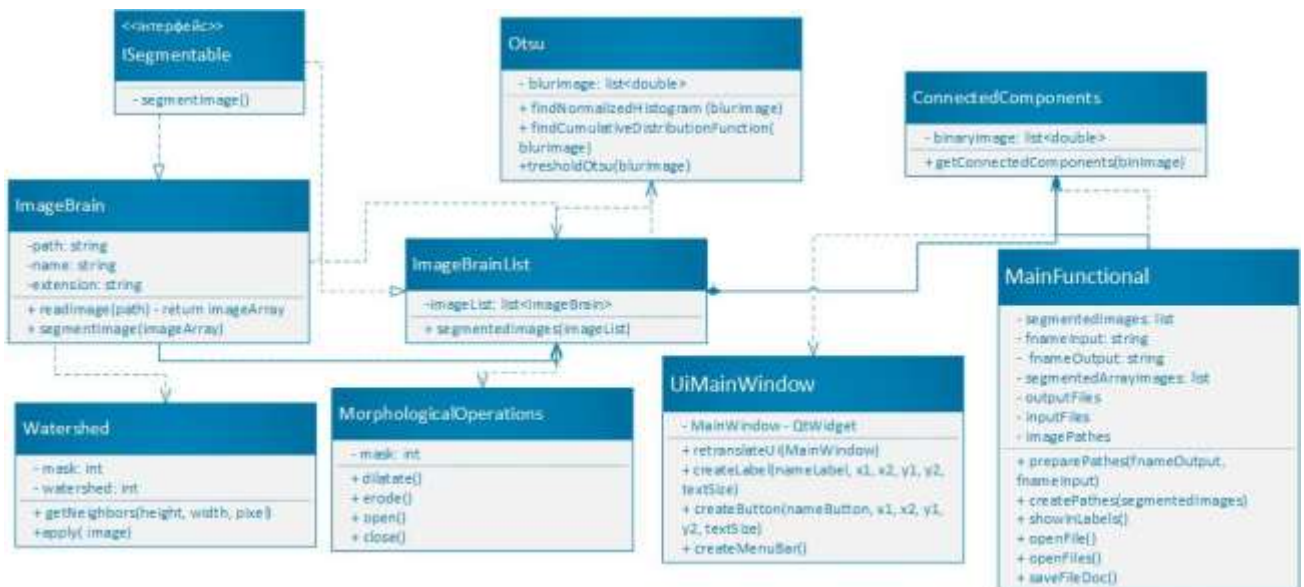 <<інтерфейс>>
ISegmentable
- segmentImage()
Otsu
- blurImage: list<double>
+ findNormalizedHistogram (blurImage)
+ findCumulativeDistributionFunction(
blurImage)
+tresholdOtsu(blurImage)
ConnectedComponents
- binaryImage: list<double>
+ getConnectedComponents(binImage)
ImageBrain
-path: string
-name: string
-extension: string
+ readImage(path) - return imageArray
+ segmentImage(imageArray)
ImageBrainList
-imageList: list<ImageBrain>
+ segmentedImages(imageList)
MainFunctional
- segmentedImages: list
- fnameInput: string
- fnameOutput: string
- segmentedArrayImages: list
- outputFiles
- inputFiles
- imagePathes
+ preparePathes(fnameOutput,
fnameInput)
+ createPathes(segmentedImages)
+ showInLabels()
+ openFile()
+ openFiles()
+ saveFileDoc()
Watershed
- mask: int
- watershed: int
+ getNeighbors(height, width, pixel)
+apply( image)
MorphologicalOperations
- mask: int
+ dilatate()
+ erode()
+ open()
+ close()
UiMainWindow
- MainWindow - QtWidget
+ retranslateUi(MainWindow)
+ createLabel(nameLabel, x1, x2, y1, y2,
textSize)
+ createButton(nameButton, x1, x2, y1,
y2, textSize)
+ createMenuBar()